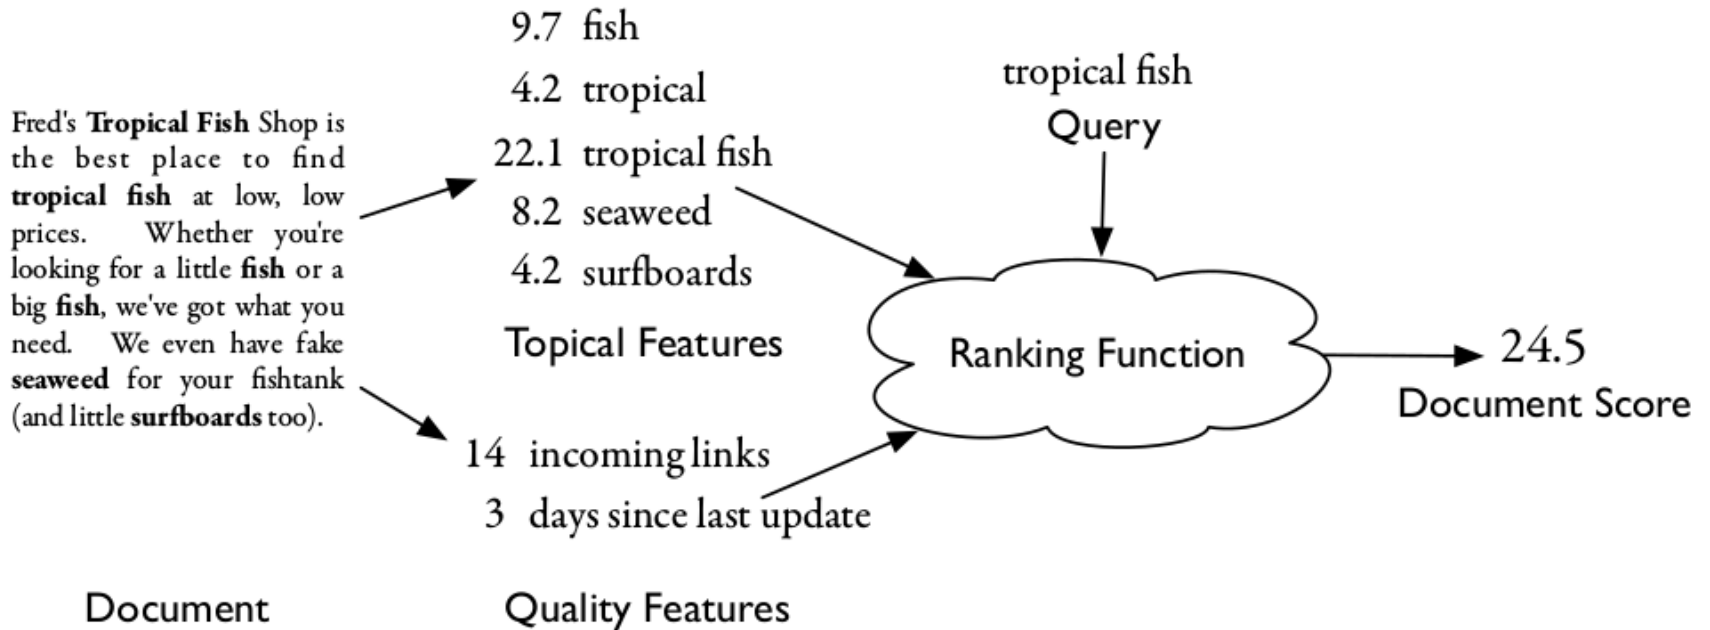 Fred's Tropical Fish Shop is
the best place to find
tropical fish at low, low
prices. Whether you're
looking for a little fish or a
big fish, we've got what you
need. We even have fake
seaweed for your fishtank
(and little surfboards too).
Document
9.7 fish
4.2 tropical
22.1 tropical fish
8.2 seaweed
4.2 surfboards
Topical Features
14 incoming links
3 days since last update
Quality Features
tropical fish
Query
Ranking Function
24.5
Document Score